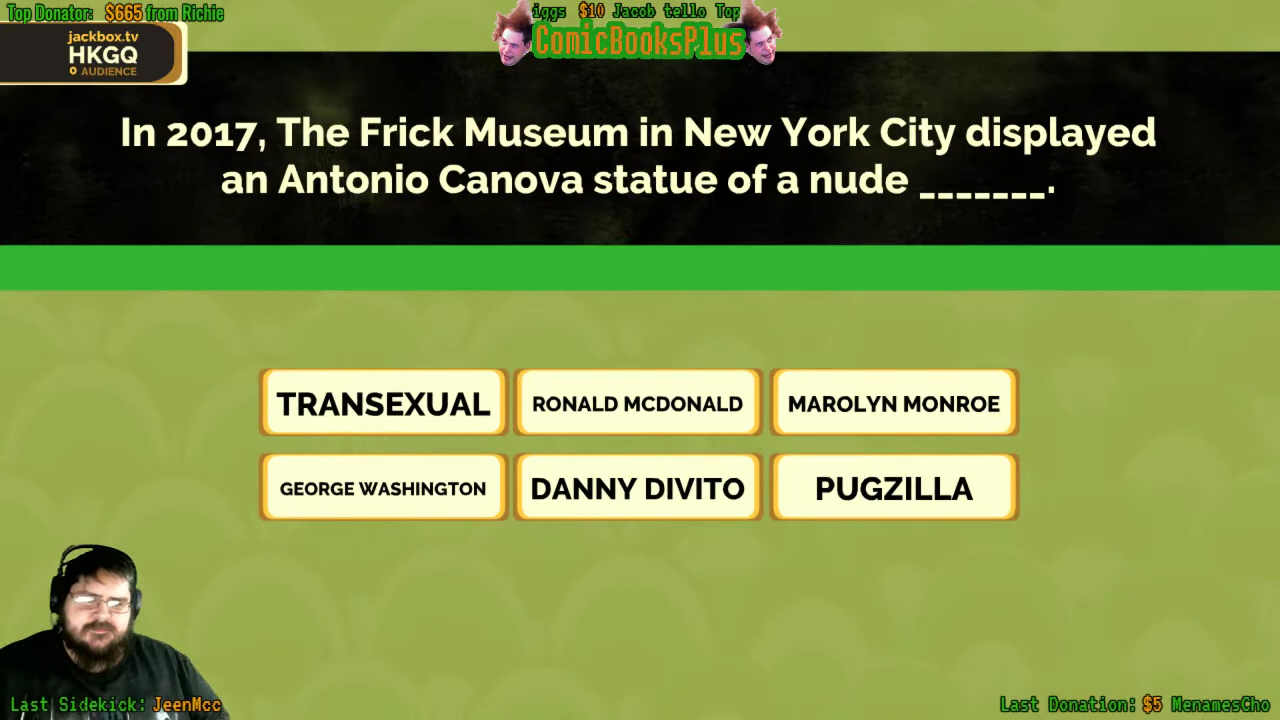 Top Donator: $665 from Richie
iggs $10 Jacob tello Top
ComicBooksPlus
jackbox.tv
HKGQ
0 AUDIENCE
In 2017, The Frick Museum in New York City displayed
an Antonio Canova statue of a nude _______.
TRANSEXUAL
RONALD MCDONALD
MAROLYN MONROE
GEORGE WASHINGTON
DANNY DIVITO
PUGZILLA
Last Sidekick: JeenMcc
Last Donation: $5 MenamesCho